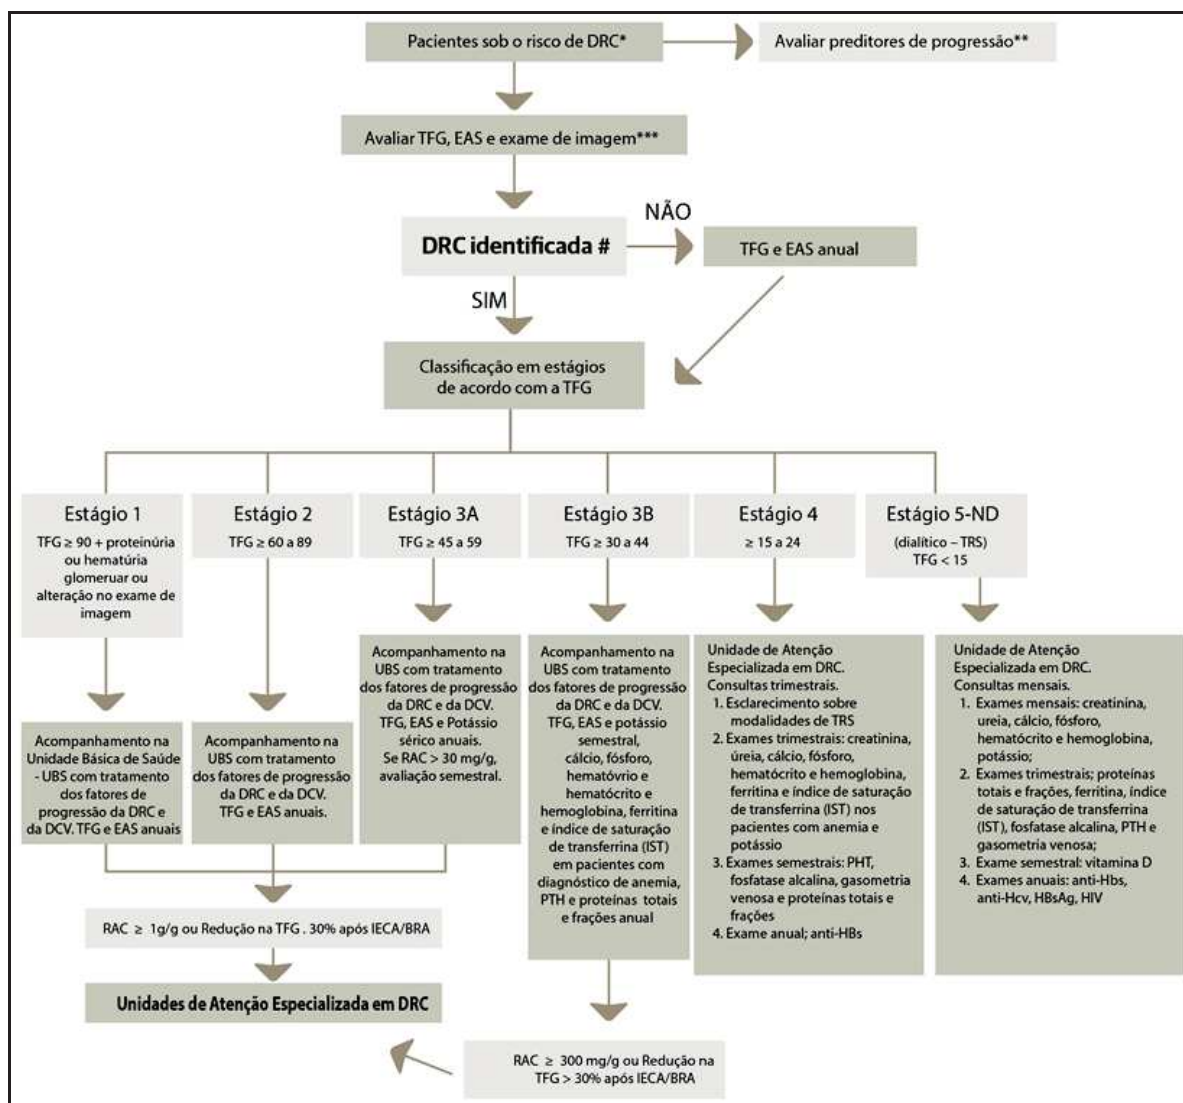 Pacientes sob o risco de DRC*
Avaliar preditores de progressão**
Avaliar TFG, EAS e exame de imagem***
DRC identificada #
NÃO
TFG e EAS anual
SIM
Classificação em estágios
de acordo com a TFG
Estágio 1
TFG ≥ 90 + proteinúria
ou hematúria
glomeruar ou
alteração no exame de
imagem
Estágio 2
TFG ≥ 60 a 89
Estágio 3A
TFG ≥ 45 a 59
Estágio 3B
TFG ≥ 30 a 44
Estágio 4
≥ 15 a 24
Estágio 5-ND
(dialítico – TRS)
TFG < 15
Acompanhamento na
Unidade Básica de Saúde
- UBS com tratamento
dos fatores de
progressão da DRC e
da DCV. TFG e EAS anuais
Acompanhamento na
UBS com tratamento
dos fatores de progressão
da DRC e da DCV.
TFG e EAS anuais.
Acompanhamento na
UBS com tratamento
dos fatores de progressão
da DRC e da DCV.
TFG, EAS e Potássio
sérico anuais.
Se RAC > 30 mg/g,
avaliação semestral.
Acompanhamento na
UBS com tratamento
dos fatores de progressão
da DRC e da DCV.
TFG, EAS e potássio
semestral,
cálcio, fósforo,
hematóvrio e
hematócrito e
hemoglobina, ferritina
e índice de saturação
de transferrina (IST)
em pacientes com
diagnóstico de anemia,
PTH e proteínas totais
e frações anual
Unidade de Atenção
Especializada em DRC.
Consultas trimestrais.
1. Esclarecimento sobre
modalidades de TRS
2. Exames trimestrais: creatinina,
úreia, cálcio, fósforo,
hematócrito e hemoglobina,
ferritina e índice de saturação
de transferrina (IST) nos
pacientes com anemia e
potássio
3. Exames semestrais: PHT,
fosfatase alcalina, gasometria
venosa e proteínas totais e
frações
4. Exame anual; anti-HBs
Unidade de Atenção
Especializada em DRC.
Consultas mensais.
1. Exames mensais: creatinina,
ureia, cálcio, fósforo,
hematócrito e hemoglobina,
potássio;
2. Exames trimestrais; proteínas
totais e frações, ferritina, índice
de saturação de transferrina
(IST), fosfatase alcalina, PTH e
gasometria venosa;
3. Exame semestral: vitamina D
4. Exames anuais: anti-Hbs,
anti-Hcv, HBsAg, HIV
RAC ≥ 1g/g ou Redução na TFG . 30% após IECA/BRA
Unidades de Atenção Especializada em DRC
RAC ≥ 300 mg/g ou Redução na
TFG > 30% após IECA/BRA